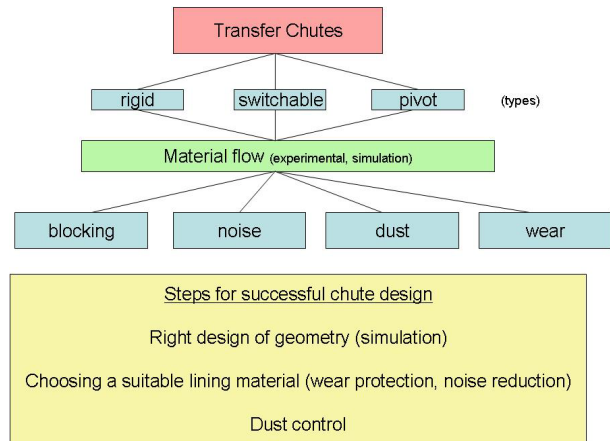 Transfer Chutes
rigid switchable pivot (types)
Material flow (experimental, simulation)
blocking noise dust wear
Steps for successful chute design
Right design of geometry (simulation)
Choosing a suitable lining material (wear protection, noise reduction)
Dust control